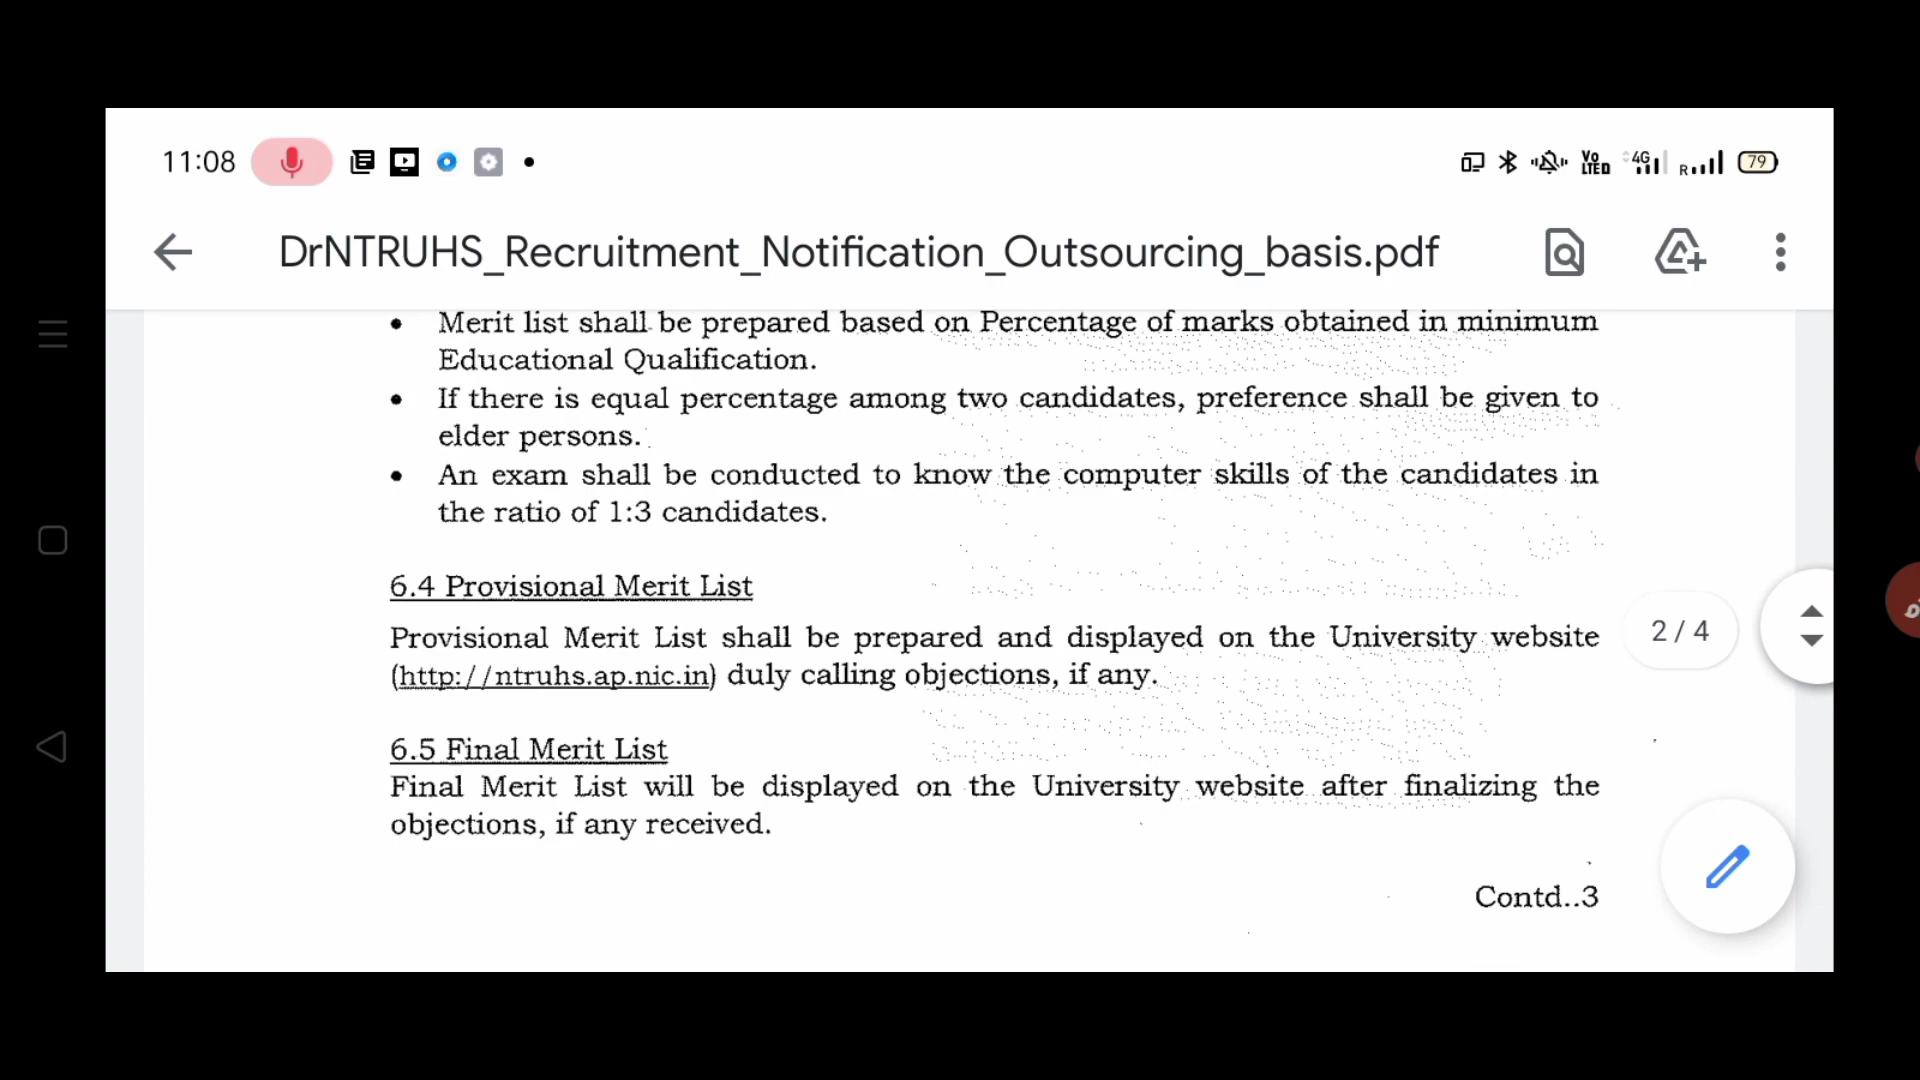 11:08
Vo
LTE D
4G
R
79
DrNTRUHS_Recruitment_Notification_Outsourcing_basis.pdf
• Merit list shall be prepared based on Percentage of marks obtained in minimum
Educational Qualification.
• If there is equal percentage among two candidates, preference shall be given to
elder persons.
• An exam shall be conducted to know the computer skills of the candidates in
the ratio of 1:3 candidates.
6.4 Provisional Merit List
Provisional Merit List shall be prepared and displayed on the University website
(http://ntruhs.ap.nic.in) duly calling objections, if any.
2 / 4
6.5 Final Merit List
Final Merit List will be displayed on the University website after finalizing the
objections, if any received.
Contd..3